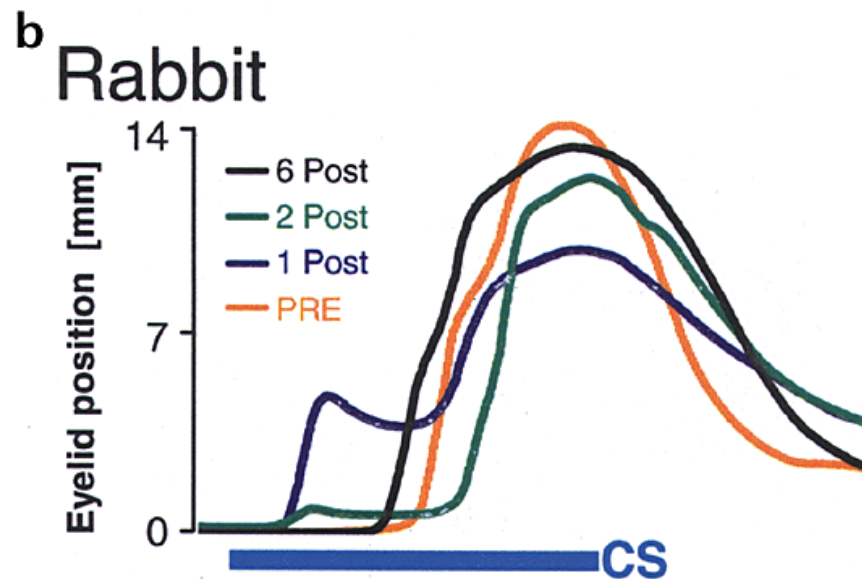 b
Rabbit
14
7
0
Eyelid position [mm]
6 Post
2 Post
1 Post
PRE
CS